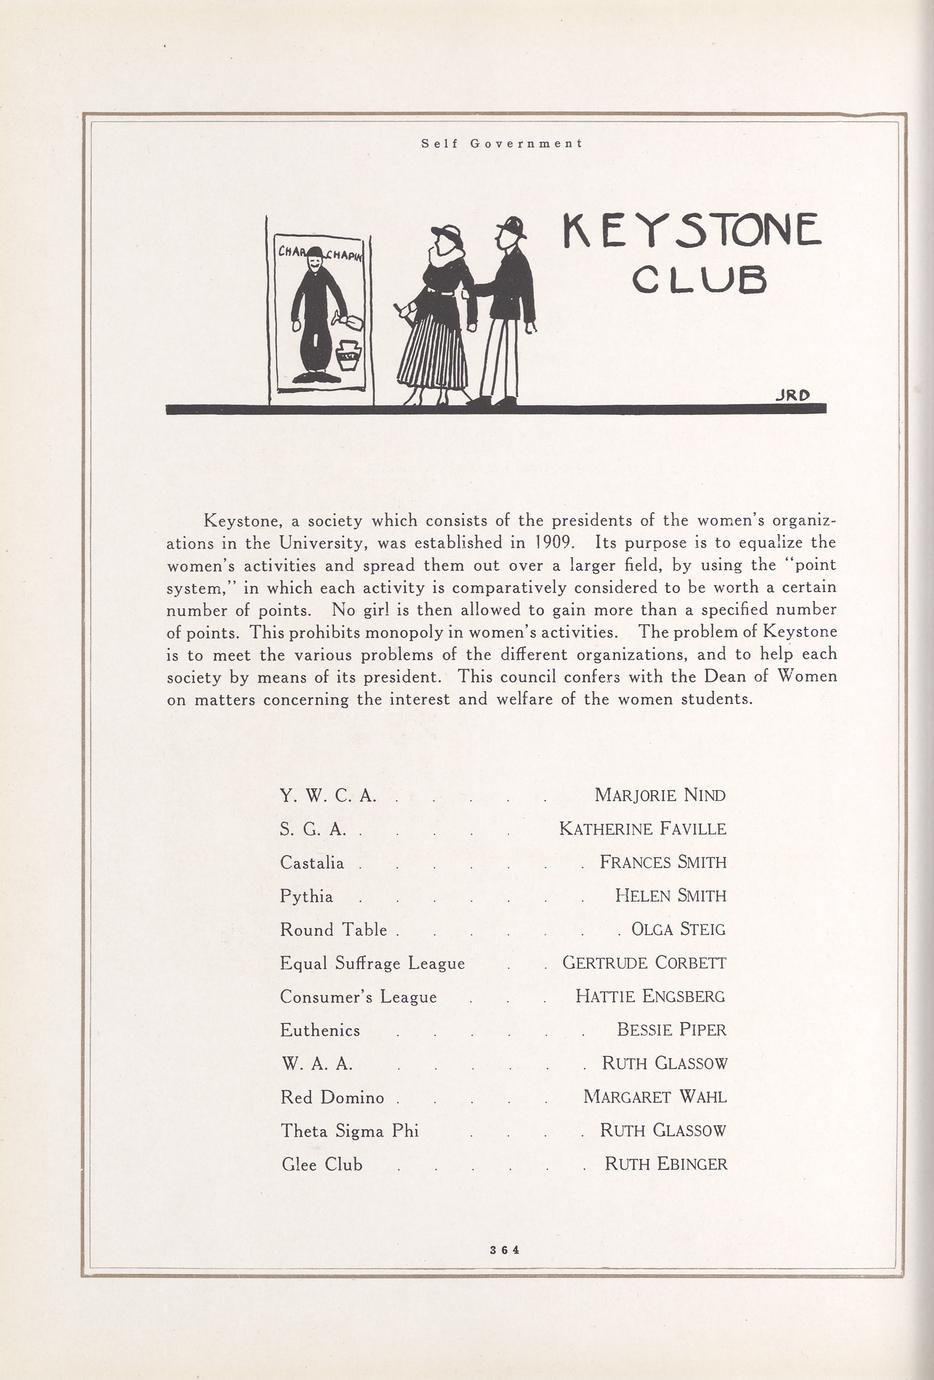 Self Government
KEYSTONE
CLUB
CHAR CHAPIN
JRD
Keystone, a society which consists of the presidents of the women's organiz-
ations in the University, was established in 1909. Its purpose is to equalize the
women's activities and spread them out over a larger field, by using the "point
system," in which each activity is comparatively considered to be worth a certain
number of points. No girl is then allowed to gain more than a specified number
of points. This prohibits monopoly in women's activities. The problem of Keystone
is to meet the various problems of the different organizations, and to help each
society by means of its president. This council confers with the Dean of Women
on matters concerning the interest and welfare of the women students.
Y. W. C. A. . . . . . MARJORIE NIND
S. G. A. . . . . . KATHERINE FAVILLE
Castalia . . . . . . . FRANCES SMITH
Pythia . . . . . . . HELEN SMITH
Round Table . . . . . . . OLGA STEIG
Equal Suffrage League . . GERTRUDE CORBETT
Consumer's League . . . HATTIE ENGSBERG
Euthenics . . . . . . BESSIE PIPER
W. A. A. . . . . . . RUTH GLASSOW
Red Domino . . . . . MARGARET WAHL
Theta Sigma Phi . . . . RUTH GLASSOW
Glee Club . . . . . . RUTH EBINGER
364